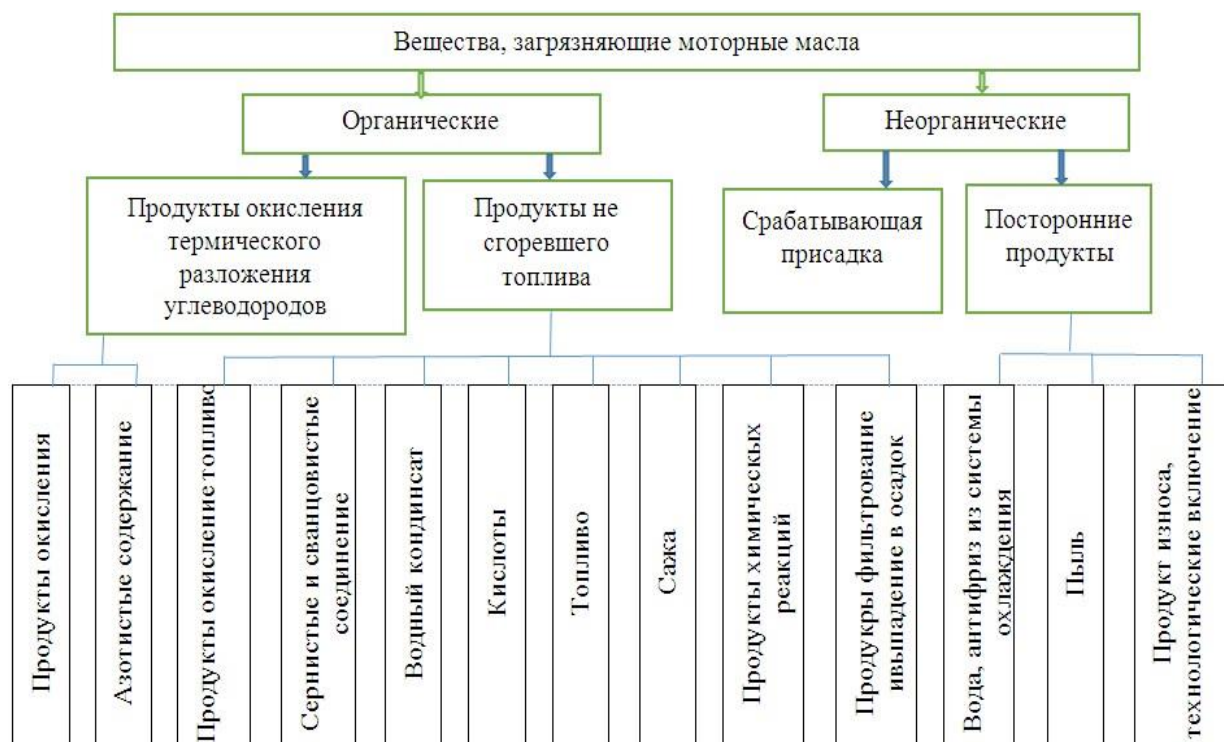 Вещества, загрязняющие моторные масла
Органические
Неорганические
Продукты окисления
термического
разложения
углеводородов
Продукты не
сгоревшего
топлива
Срабатывающая
присадка
Посторонние
продукты
Продукты окисления
Азотистые содержание
Продукты окисление топливо
Сернистые и сванцовистые
соединение
Водный кондинсат
Кислоты
Топливо
Сажа
Продукты химическых
реакций
Продукры фильтрование
ивыпадение в осадок
Вода, антифриз из системы
охлаждения
Пыль
Продукт износа,
технологические включение